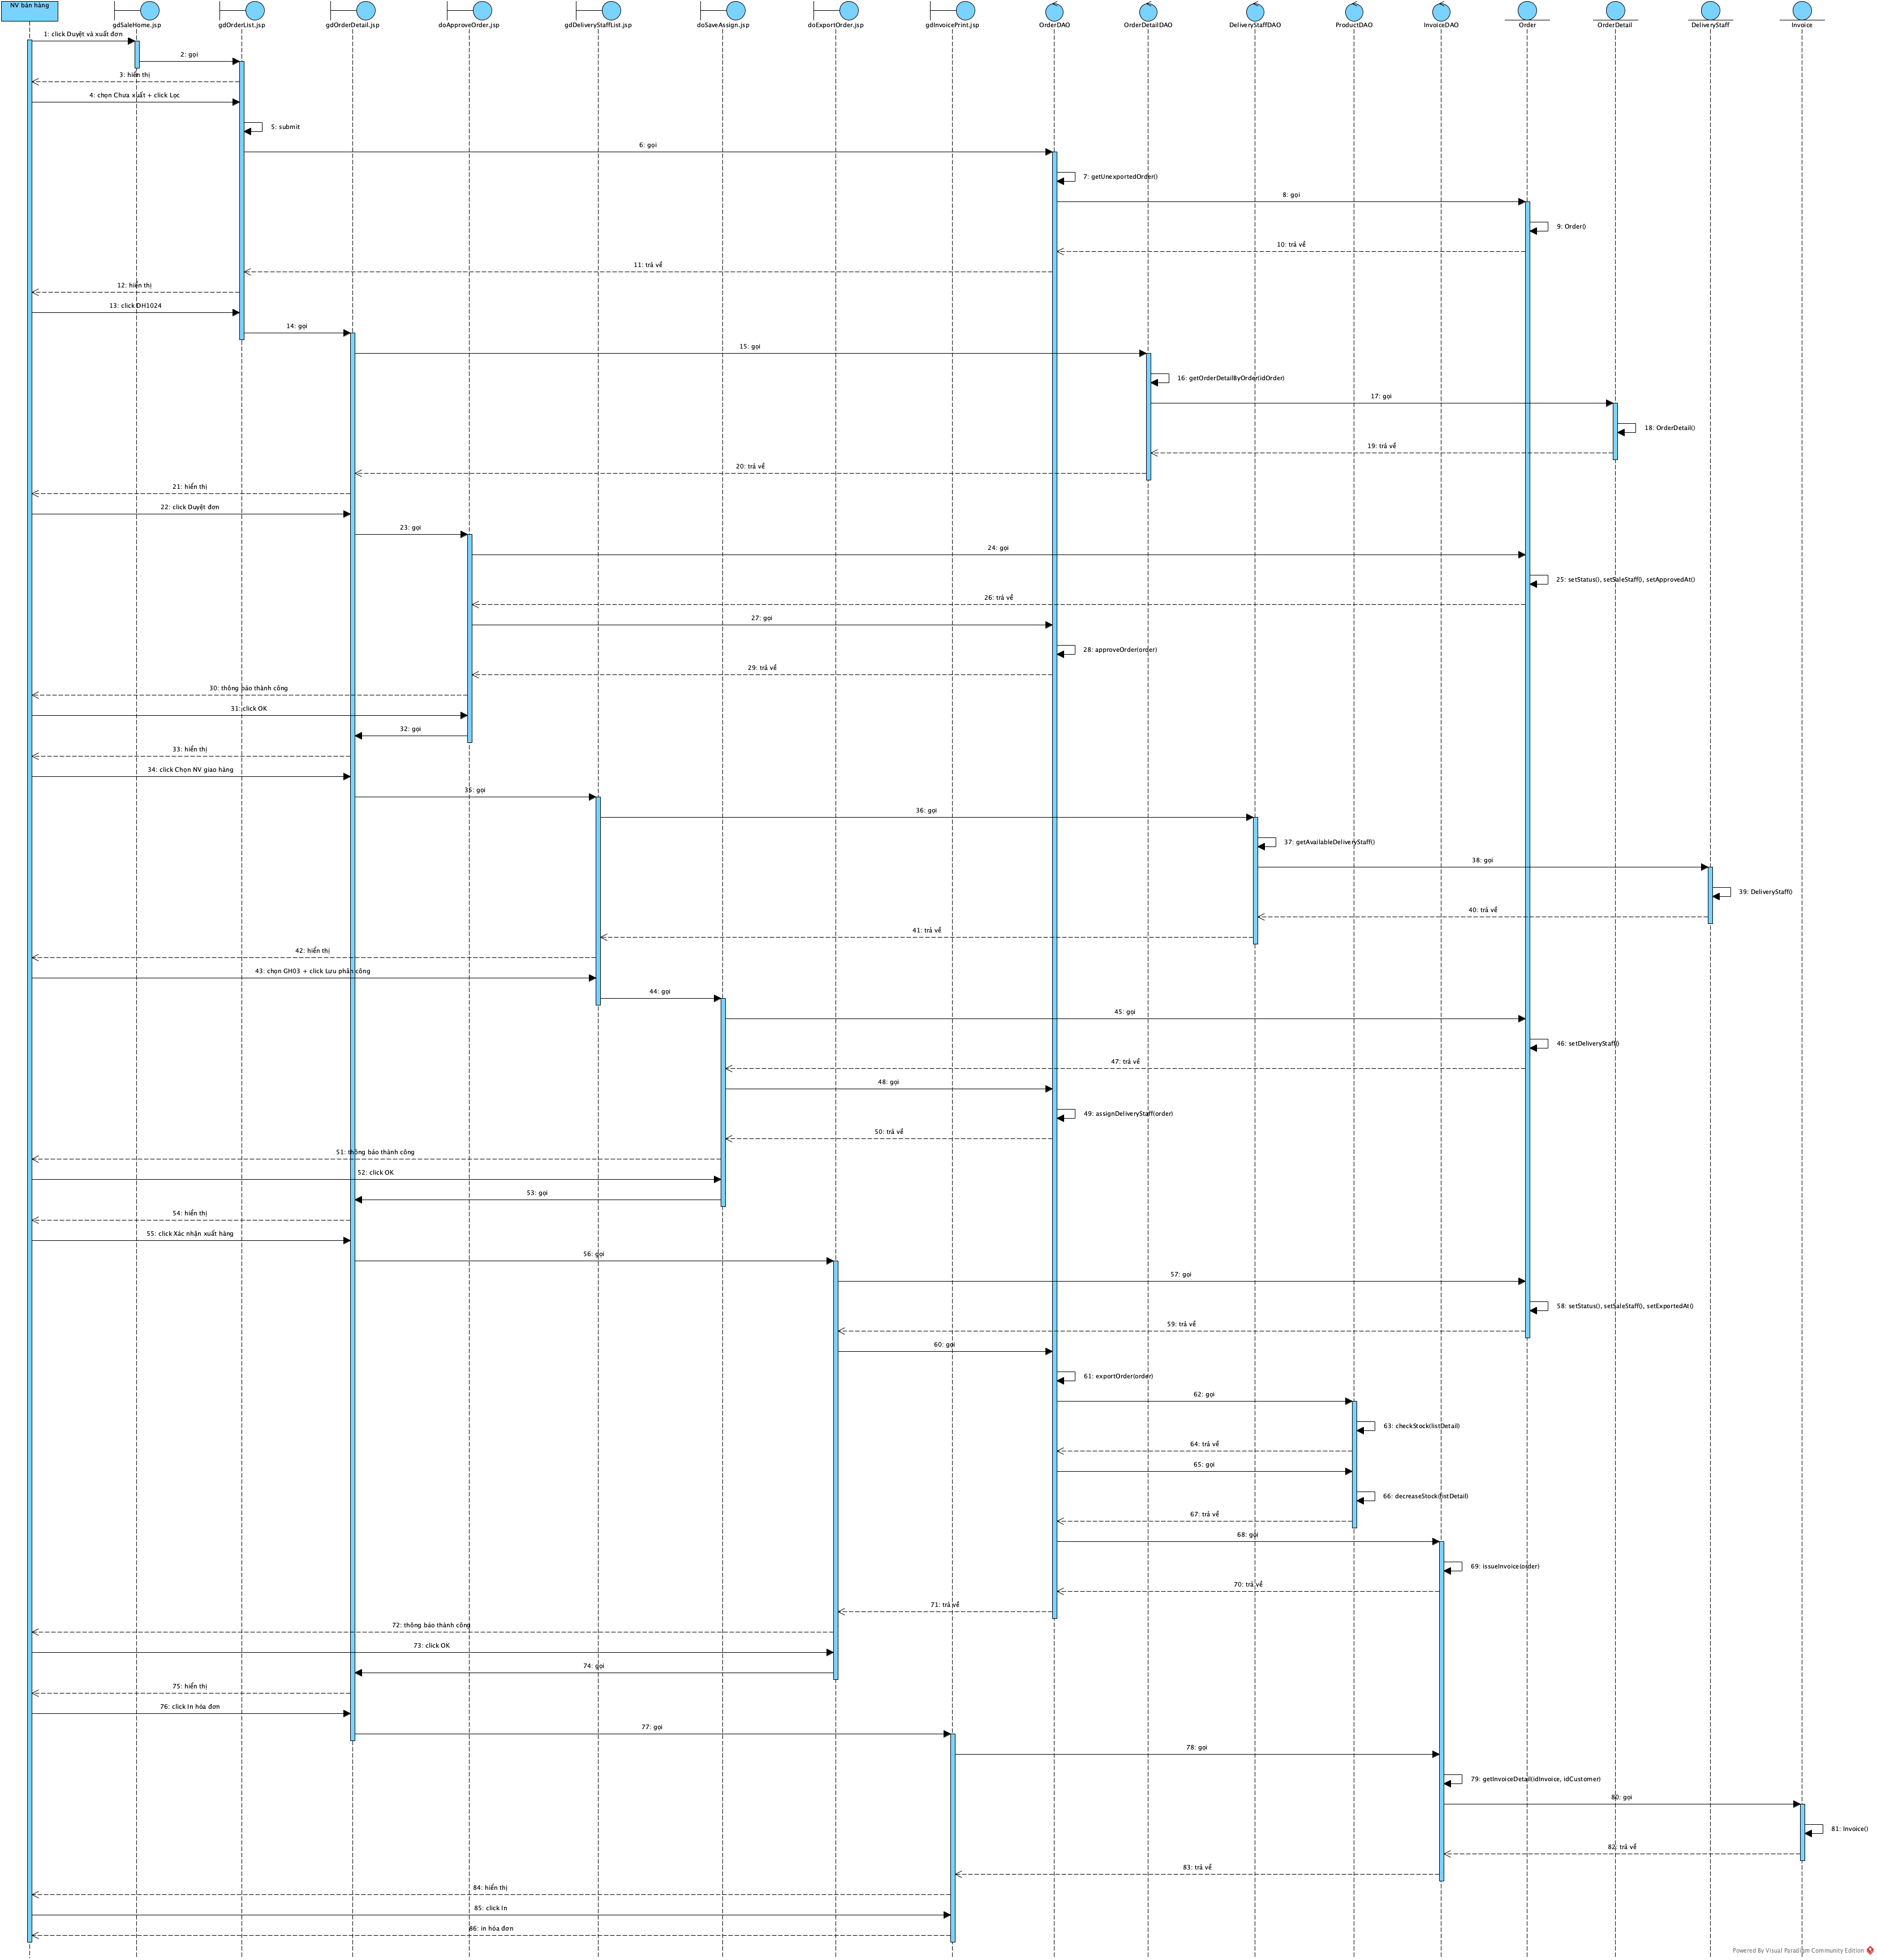 NV bán hàng
gdSaleHome.jsp
gdOrderList.jsp
gdOrderDetail.jsp
doApproveOrder.jsp
gdDeliveryStaffList.jsp
doSaveAssign.jsp
doExportOrder.jsp
gdInvoicePrint.jsp
OrderDAO
OrderDetailDAO
DeliveryStaffDAO
ProductDAO
InvoiceDAO
Order
OrderDetail
DeliveryStaff
Invoice
1: click Duyệt và xuất đơn
2: gọi
3: hiển thị
4: chọn Chưa xuất + click Lọc
5: submit
6: gọi
7: getUnexportedOrder()
8: gọi
9: Order()
10: trả về
11: trả về
12: hiển thị
13: click DH1024
14: gọi
15: gọi
16: getOrderDetailByOrder(idOrder)
17: gọi
18: OrderDetail()
19: trả về
20: trả về
21: hiển thị
22: click Duyệt đơn
23: gọi
24: gọi
25: setStatus(), setSaleStaff(), setApprovedAt()
26: trả về
27: gọi
28: approveOrder(order)
29: trả về
30: thông báo thành công
31: click OK
32: gọi
33: hiển thị
34: click Chọn NV giao hàng
35: gọi
36: gọi
37: getAvailableDeliveryStaff()
38: gọi
39: DeliveryStaff()
40: trả về
41: trả về
42: hiển thị
43: chọn GH03 + click Lưu phân công
44: gọi
45: gọi
46: setDeliveryStaff()
47: trả về
48: gọi
49: assignDeliveryStaff(order)
50: trả về
51: thông báo thành công
52: click OK
53: gọi
54: hiển thị
55: click Xác nhận xuất hàng
56: gọi
57: gọi
58: setStatus(), setSaleStaff(), setExportedAt()
59: trả về
60: gọi
61: exportOrder(order)
62: gọi
63: checkStock(listDetail)
64: trả về
65: gọi
66: decreaseStock(listDetail)
67: trả về
68: gọi
69: issueInvoice(order)
70: trả về
71: trả về
72: thông báo thành công
73: click OK
74: gọi
75: hiển thị
76: click In hóa đơn
77: gọi
78: gọi
79: getInvoiceDetail(idInvoice, idCustomer)
80: gọi
81: Invoice()
82: trả về
83: trả về
84: hiển thị
85: click In
86: in hóa đơn
Powered By Visual Paradigm Community Edition